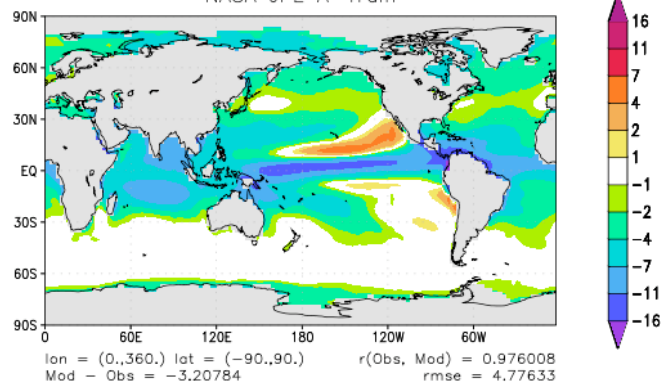 90N
60N
30N
EQ
30S
60S
90S
0 60E 120E 180 120W 60W
16
11
7
4
2
1
-1
-2
-4
-7
-11
-16
lon = (0.,360.) lat = (-90.,90.) r(Obs, Mod) = 0.976008
Mod - Obs = -3.20784 rmse = 4.77633